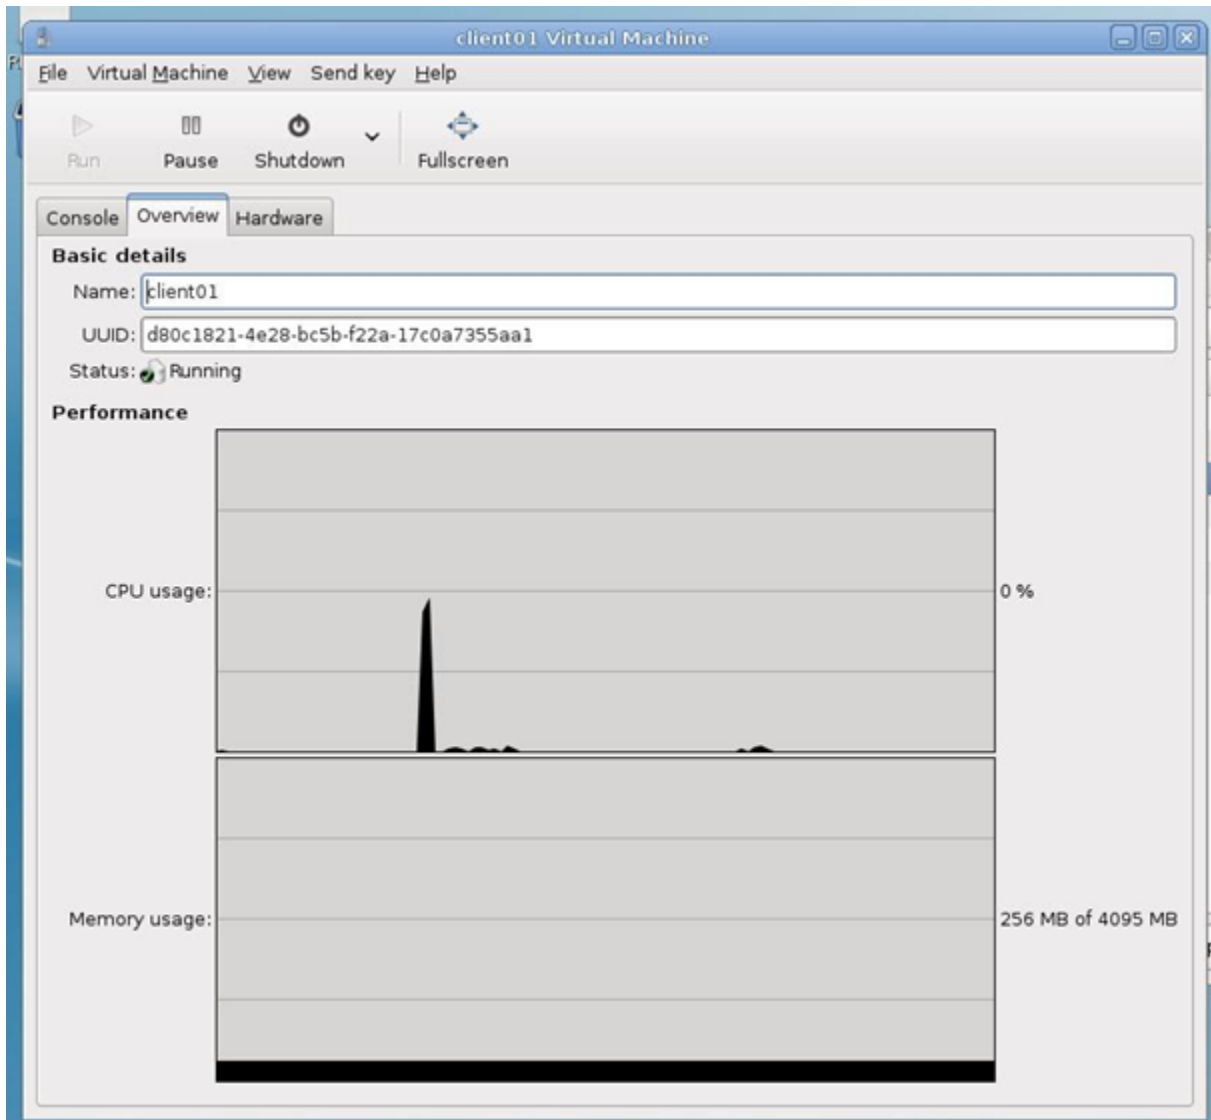 client01 Virtual Machine
File Virtual Machine View Send key Help
Run Pause Shutdown Fullscreen
Console Overview Hardware
Basic details
Name: client01
UUID: d80c1821-4e28-bc5b-f22a-17c0a7355aa1
Status: Running
Performance
CPU usage: 0 %
Memory usage: 256 MB of 4095 MB